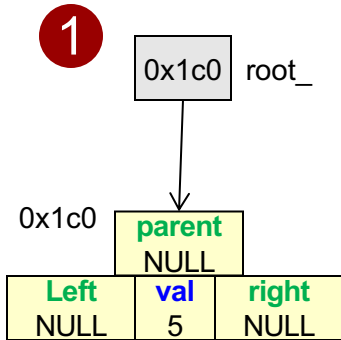 1
0x1c0 root_
0x1c0
parent
NULL
Left val right
NULL 5 NULL